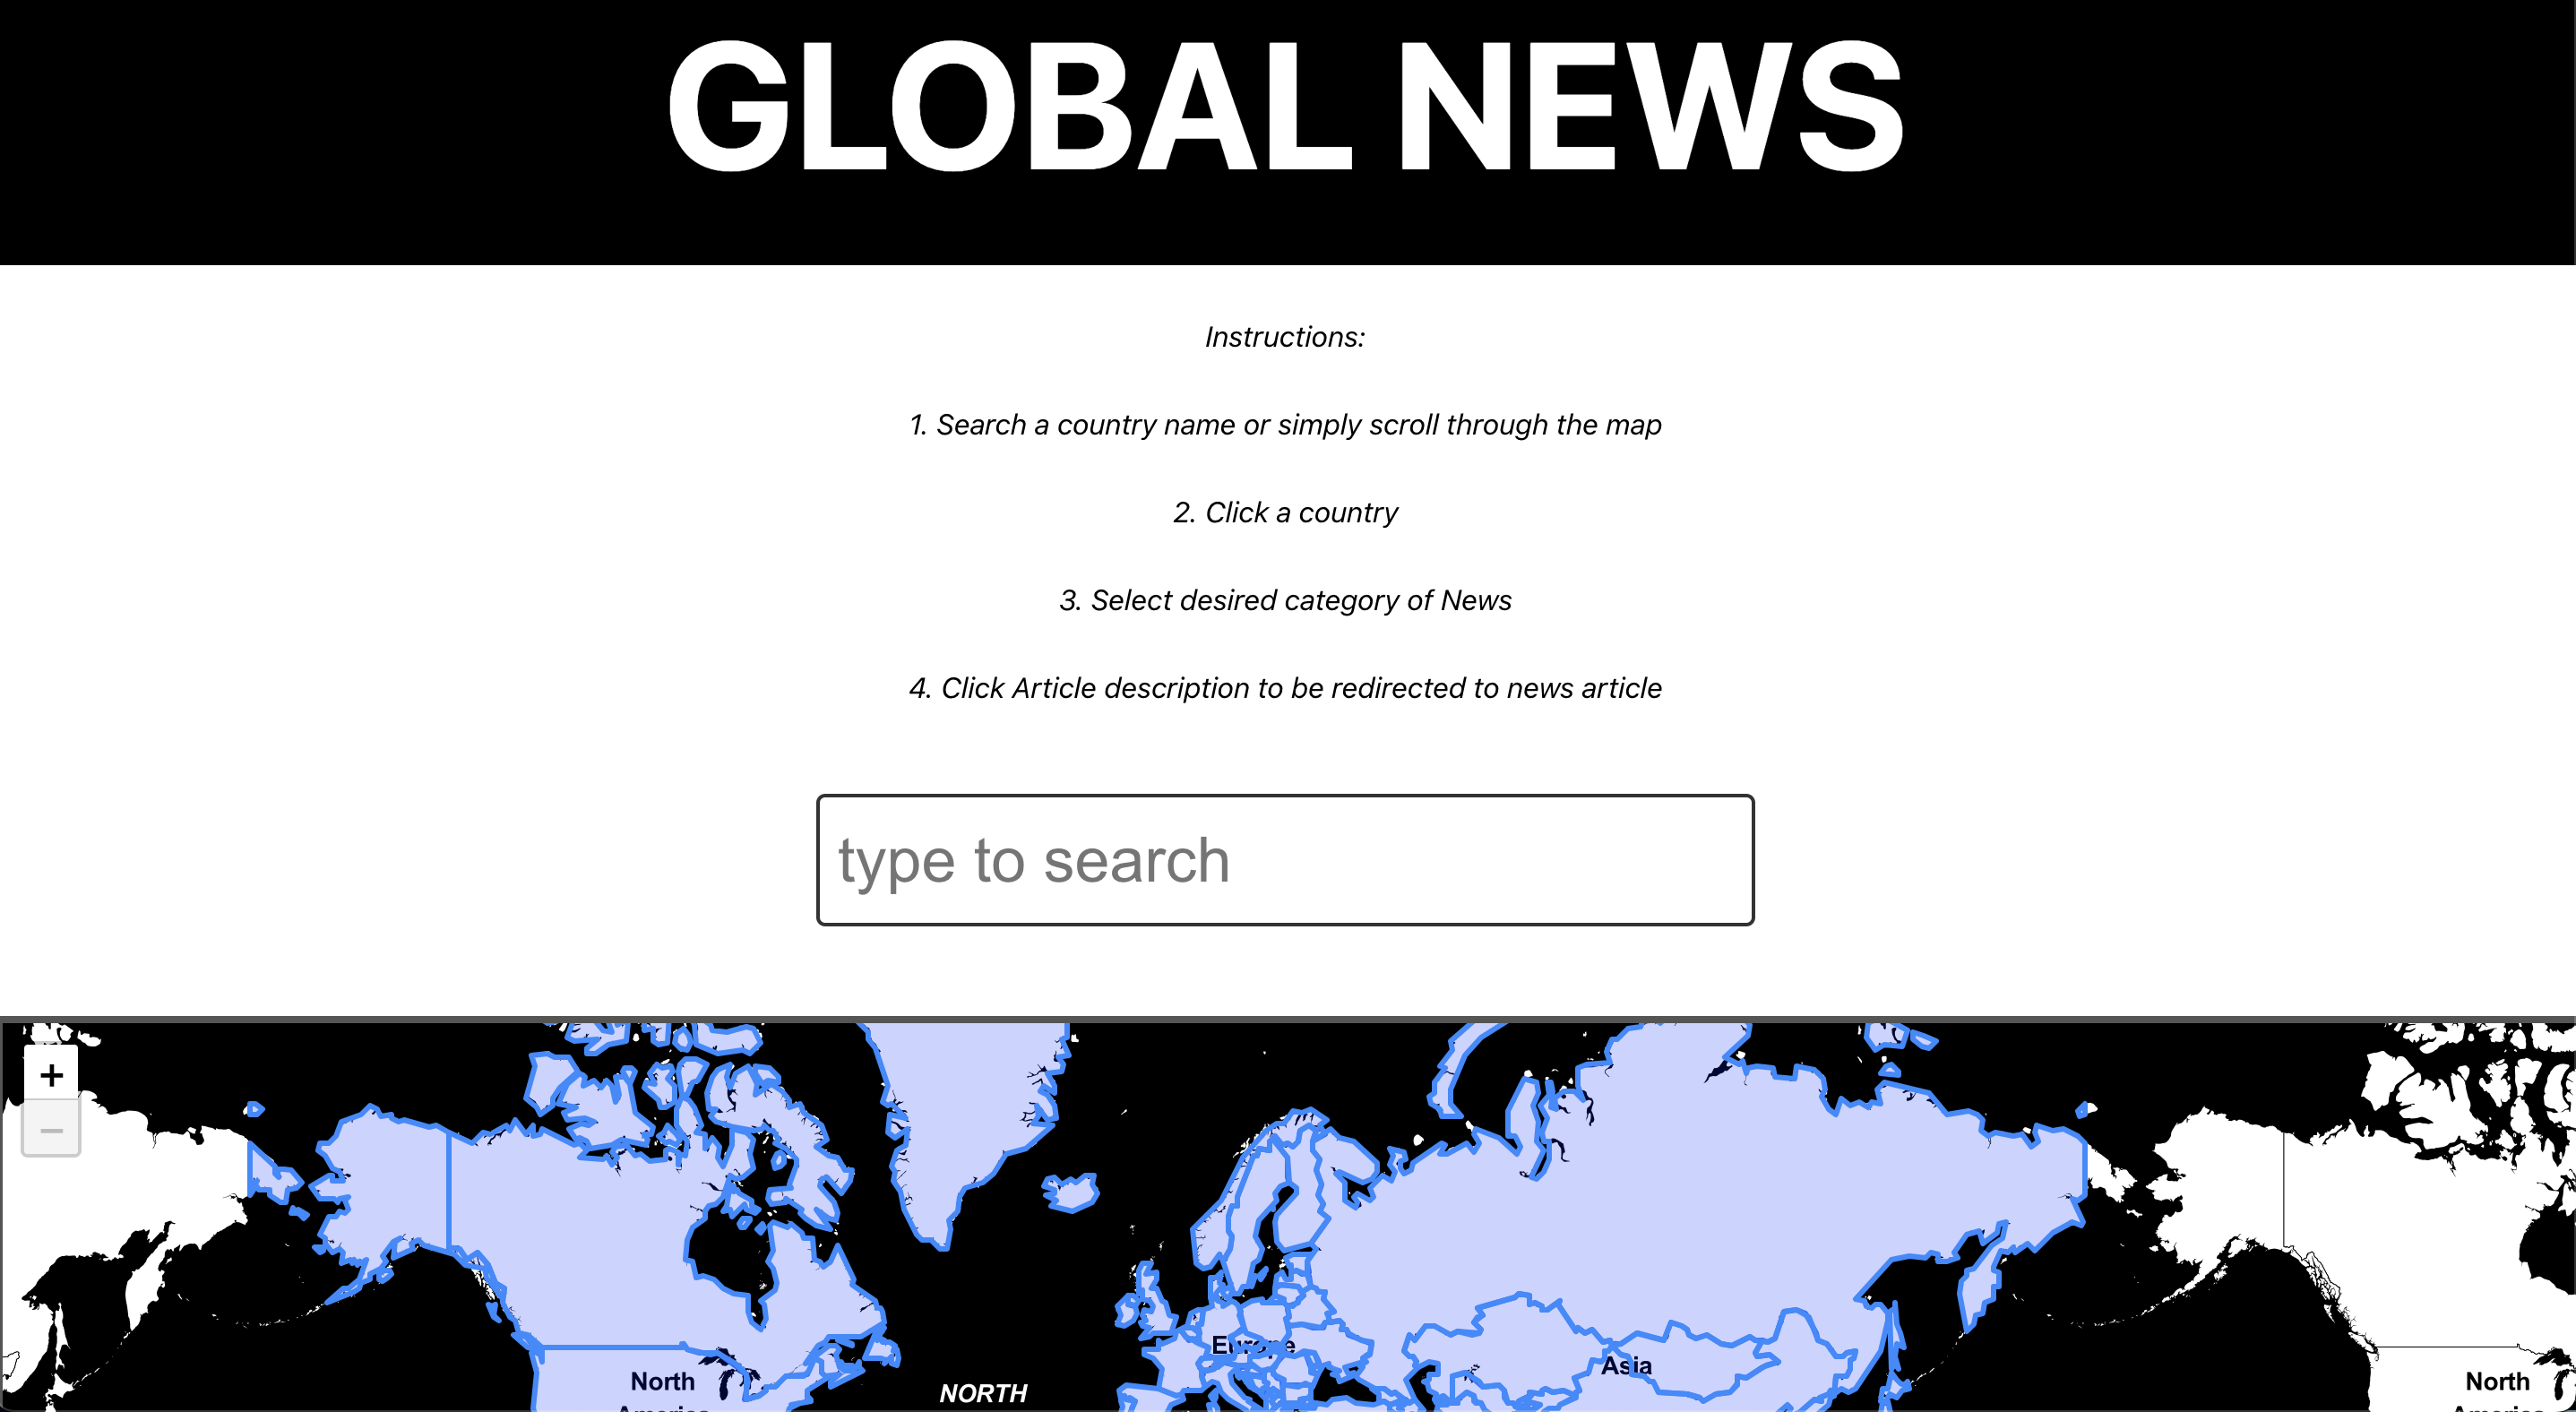 GLOBAL NEWS
Instructions:
1. Search a country name or simply scroll through the map
2. Click a country
3. Select desired category of News
4. Click Article description to be redirected to news article
type to search
+
−
Europe
Asia
North
America
NORTH
North
America